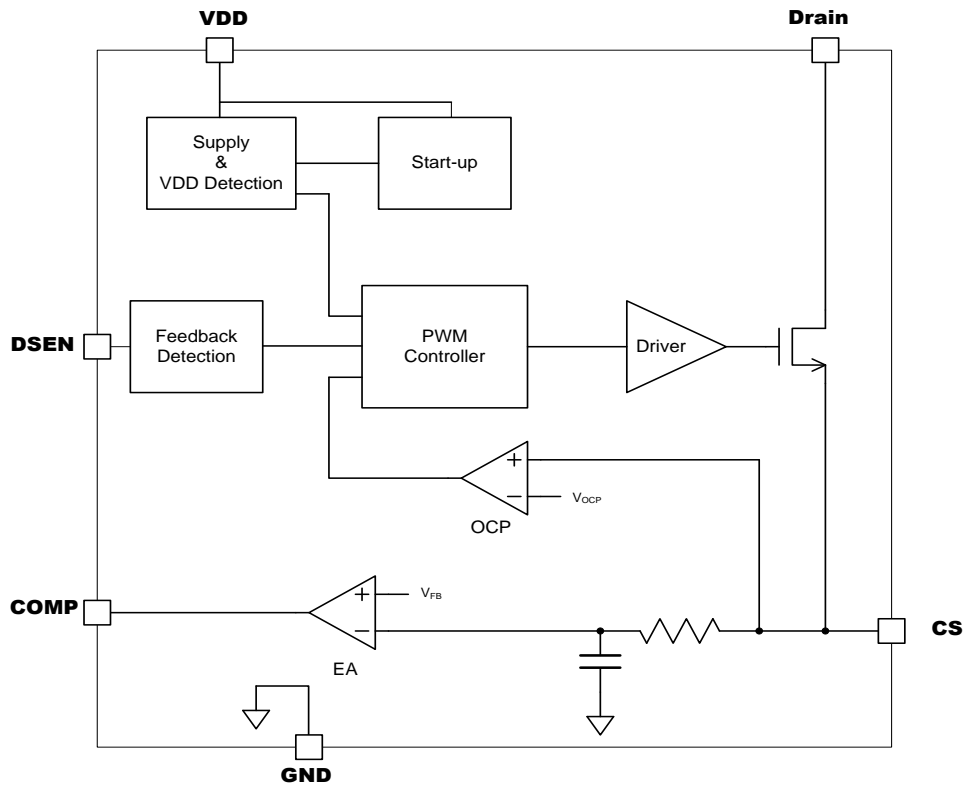 VDD
Drain
Supply
&
VDD Detection
Start-up
DSEN
Feedback
Detection
PWM
Controller
Driver
+
−
VOCP
OCP
COMP
+
VFB
−
EA
CS
GND